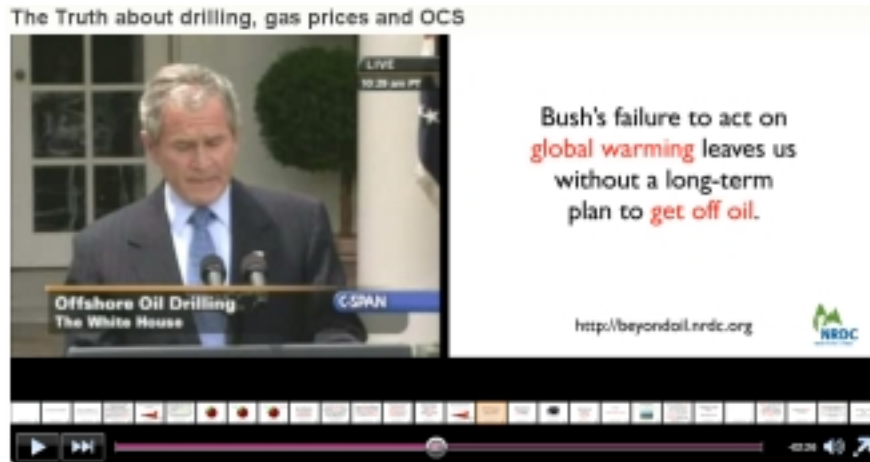 The Truth about drilling, gas prices and OCS
LIVE
10:29 am PT
Offshore Oil Drilling
The White House
C-SPAN
Bush's failure to act on
global warming leaves us
without a long-term
plan to get off oil.
http://beyondoil.nrdc.org
NRDC